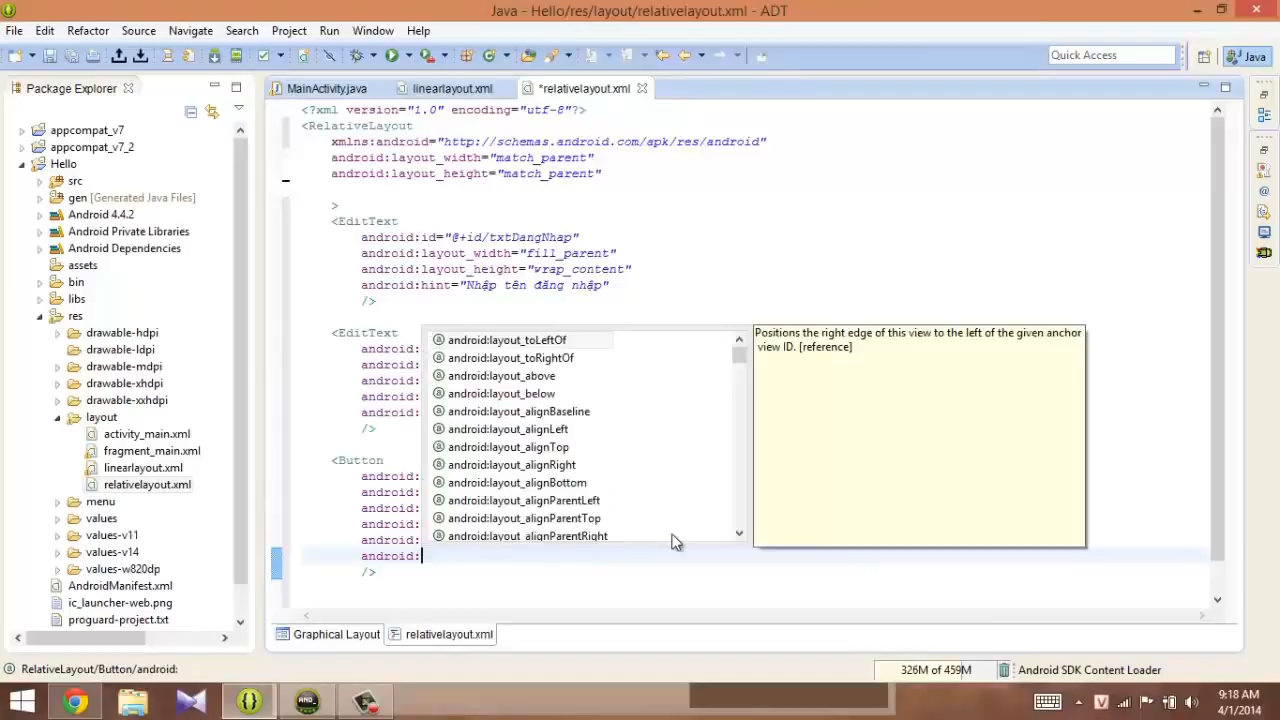 Java - Hello/res/layout/relativelayout.xml - ADT
File Edit Refactor Source Navigate Search Project Run Window Help
Quick Access
Java
Package Explorer
MainActivity.java
linearlayout.xml
*relativelayout.xml
appcompat_v7
appcompat_v7_2
Hello
src
gen [Generated Java Files]
Android 4.4.2
Android Private Libraries
Android Dependencies
assets
bin
libs
res
drawable-hdpi
drawable-ldpi
drawable-mdpi
drawable-xhdpi
drawable-xxhdpi
layout
activity_main.xml
fragment_main.xml
linearlayout.xml
relativelayout.xml
menu
values
values-v11
values-v14
values-w820dp
AndroidManifest.xml
ic_launcher-web.png
proguard-project.txt
<?xml version="1.0" encoding="utf-8"?>
<RelativeLayout
xmlns:android="http://schemas.android.com/apk/res/android"
android:layout_width="match_parent"
android:layout_height="match_parent"
>
<EditText
android:id="@+id/txtDangNhap"
android:layout_width="fill_parent"
android:layout_height="wrap_content"
android:hint="Nhập tên đăng nhập"
/>
<EditText
android:
android:
android:
android:
android:
/>
<Button
android:
android:
android:
android:
android:
android:
/>
android:layout_toLeftOf
android:layout_toRightOf
android:layout_above
android:layout_below
android:layout_alignBaseline
android:layout_alignLeft
android:layout_alignTop
android:layout_alignRight
android:layout_alignBottom
android:layout_alignParentLeft
android:layout_alignParentTop
android:layout_alignParentRight
Positions the right edge of this view to the left of the given anchor
view ID. [reference]
Graphical Layout
relativelayout.xml
RelativeLayout/Button/android:
326M of 459M
Android SDK Content Loader
9:18 AM
4/1/2014